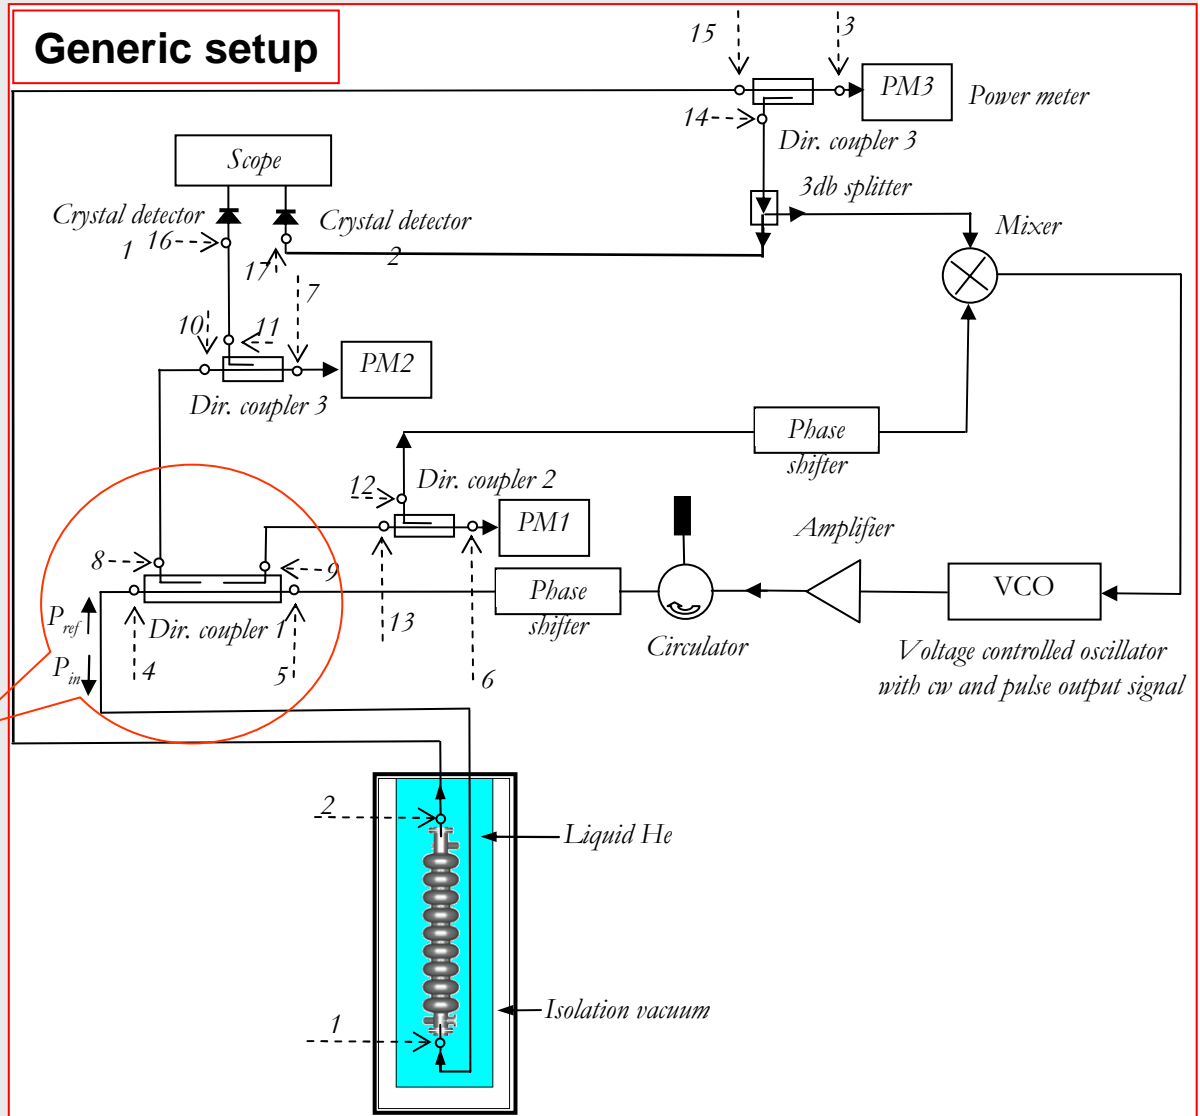 Generic setup
15
3
PM3
Power meter
14
Dir. coupler 3
Scope
3db splitter
Crystal detector
1
16
Crystal detector
2
Mixer
17
7
10
11
PM2
Dir. coupler 3
Phase
shifter
12
Dir. coupler 2
PM1
Amplifier
8
9
Phase
shifter
VCO
P ref
Dir. coupler 1
13
Circulator
Voltage controlled oscillator
with cw and pulse output signal
P in
4
5
6
2
Liquid He
Isolation vacuum
1